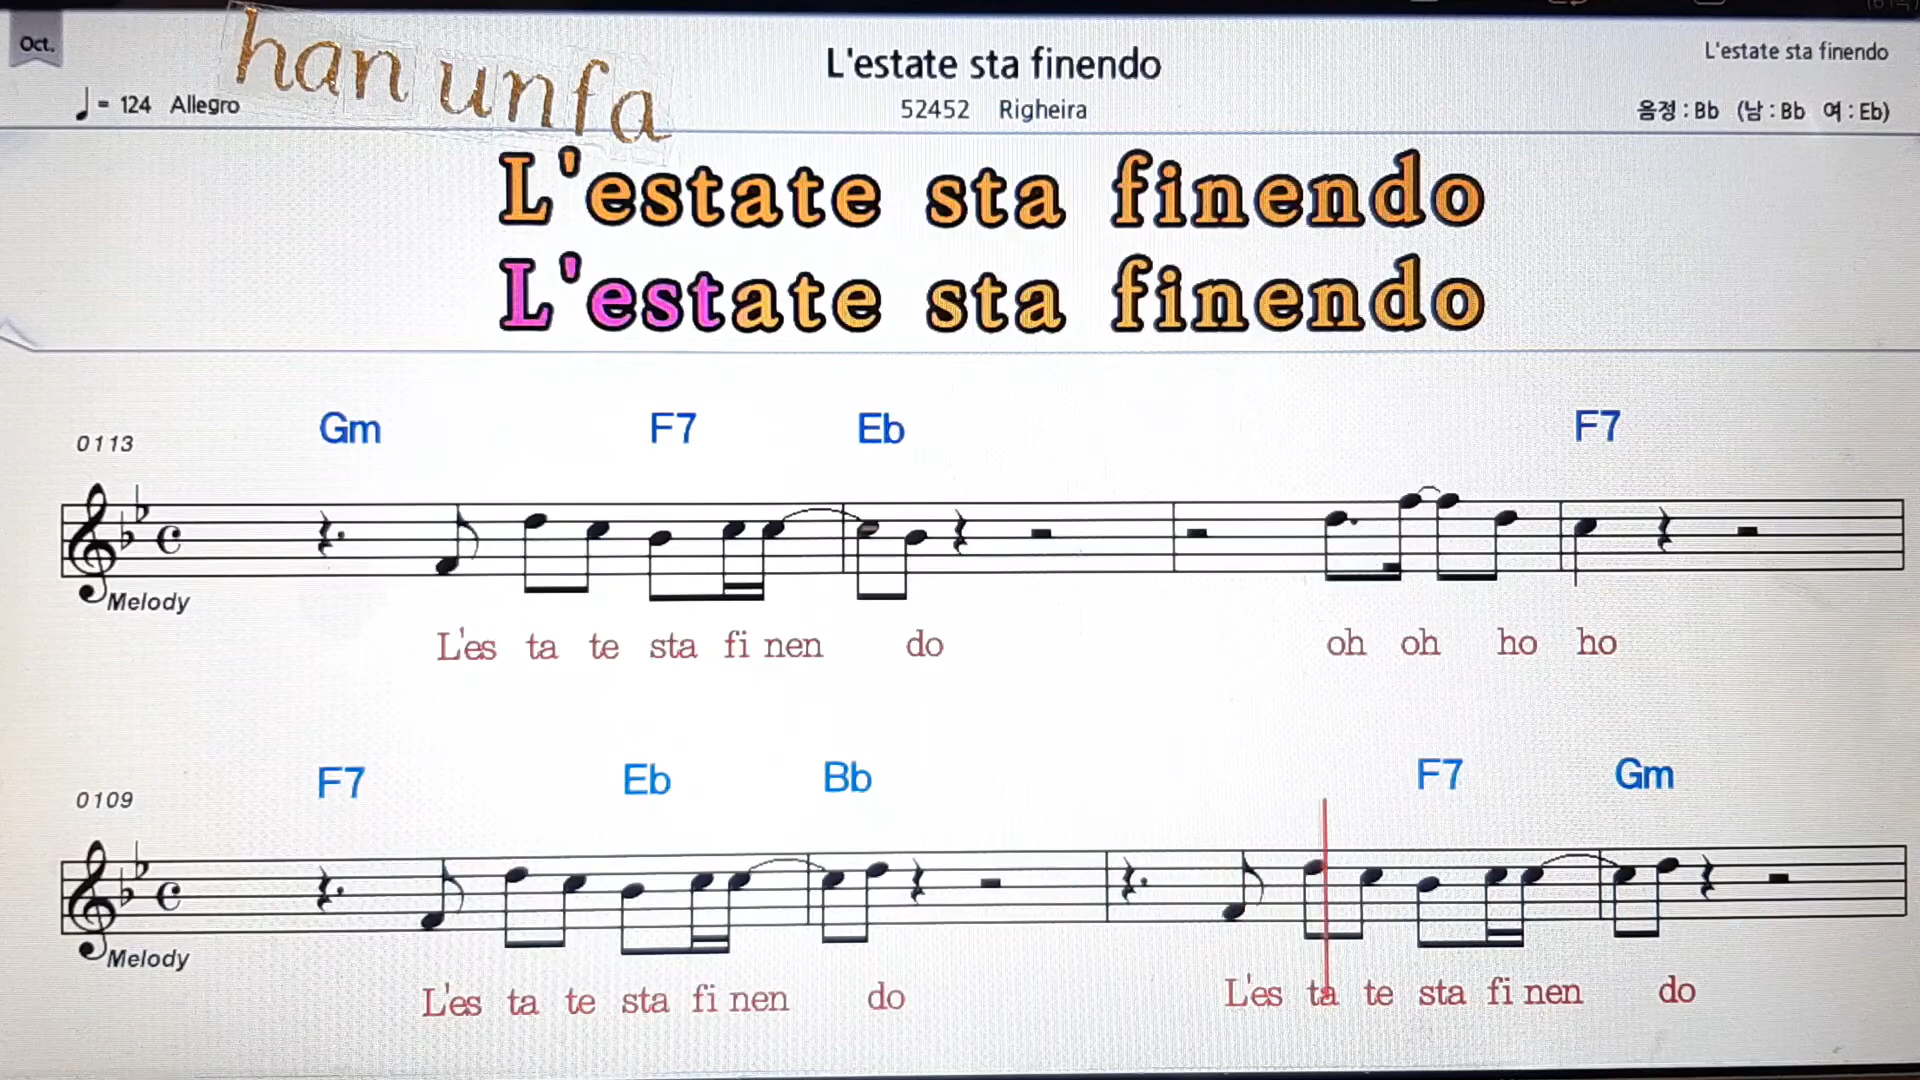 Oct.
han unfa
L'estate sta finendo
L'estate sta finendo
= 124 Allegro
52452 Righeira
음정 : Bb (남 : Bb 여 : Eb)
L'estate sta finendo
L'estate sta finendo
Gm F7 Eb F7
0113
Melody
L'es ta te sta fi nen do oh oh ho ho
F7 Eb Bb F7 Gm
0109
Melody
L'es ta te sta fi nen do L'es ta te sta fi nen do